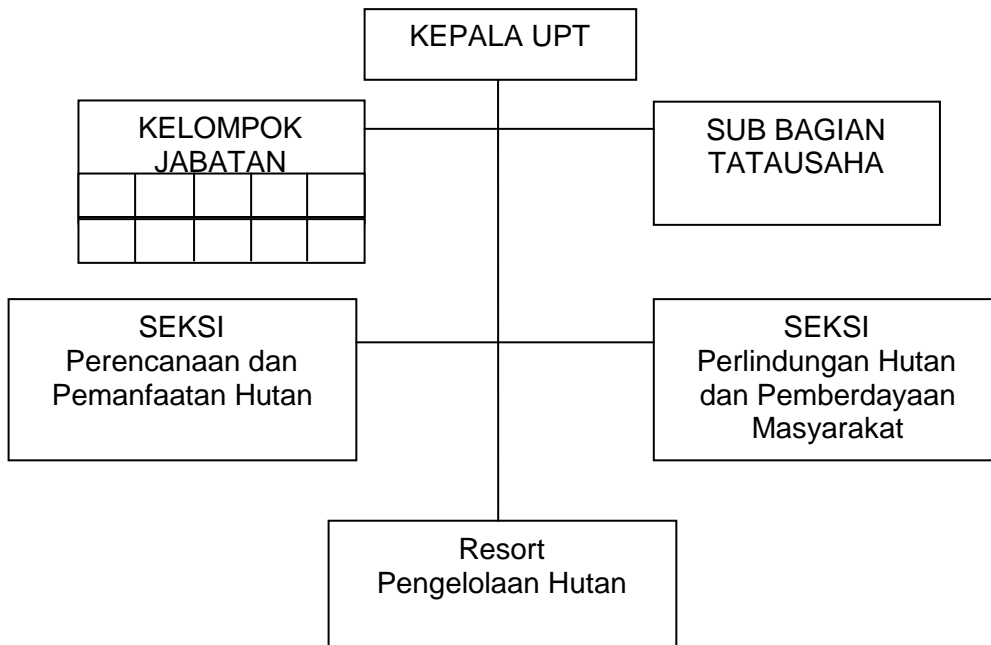 KEPALA UPT
KELOMPOK
JABATAN
SUB BAGIAN
TATAUSAHA
SEKSI
Perencanaan dan
Pemanfaatan Hutan
SEKSI
Perlindungan Hutan
dan Pemberdayaan
Masyarakat
Resort
Pengelolaan Hutan